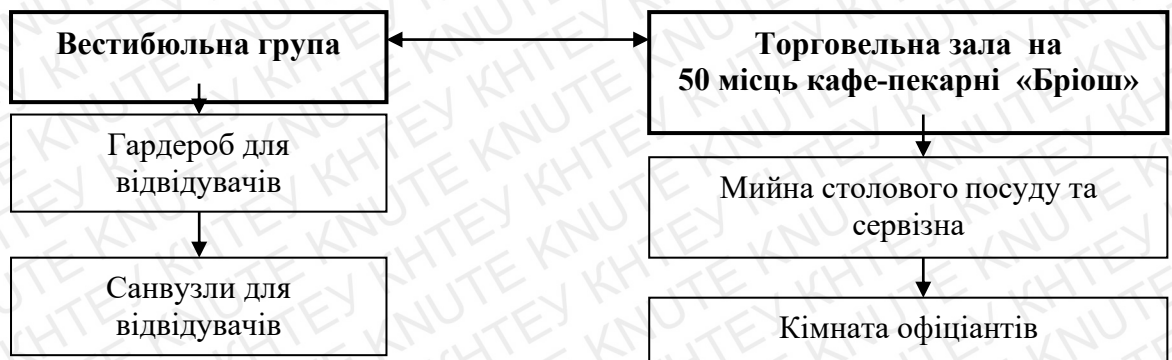 Вестибюльна група
Гардероб для
відвідувачів
Санвузли для
відвідувачів
Торговельна зала на
50 місць кафе-пекарні «Бріош»
Мийна столового посуду та
сервізна
Кімната офіціантів